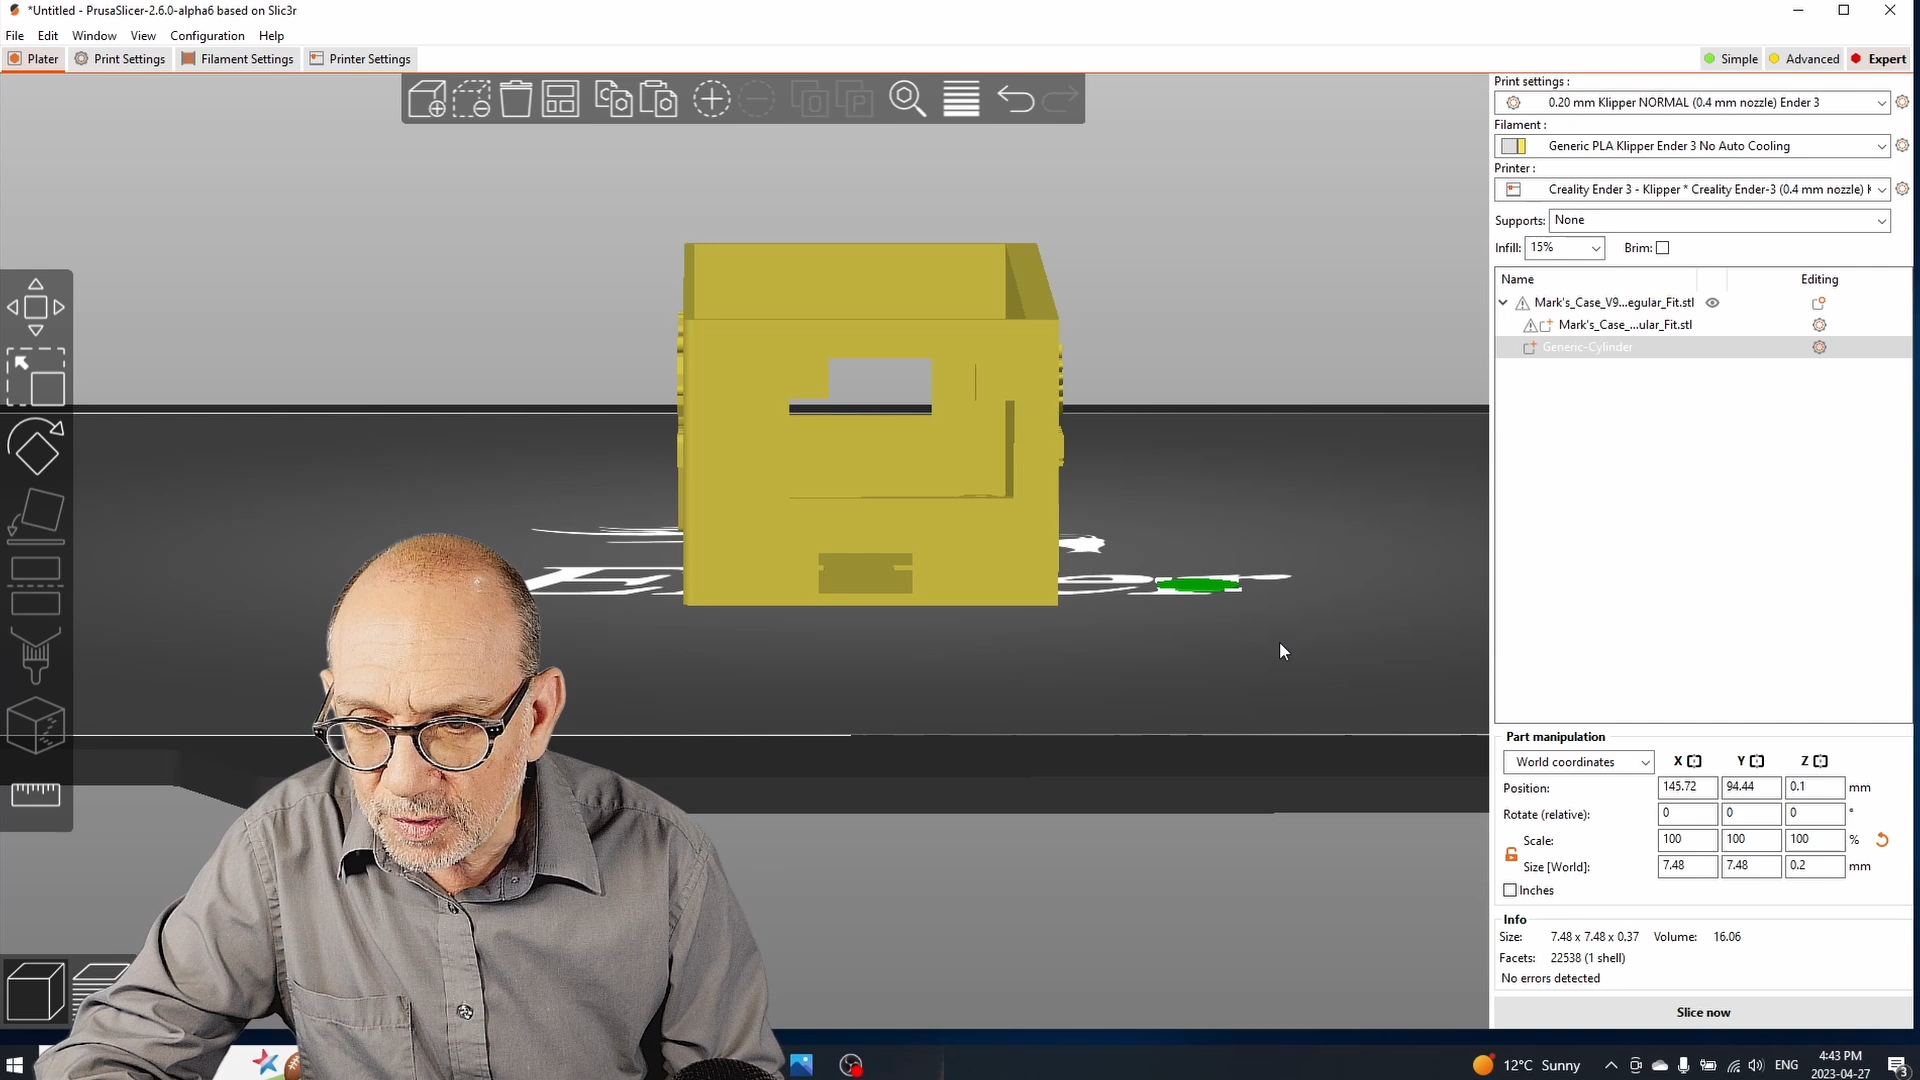 *Untitled - PrusaSlicer-2.6.0-alpha6 based on Slic3r
File Edit Window View Configuration Help
Plater Print Settings Filament Settings Printer Settings Simple Advanced Expert
Print settings :
0.20 mm Klipper NORMAL (0.4 mm nozzle) Ender 3
Filament :
Generic PLA Klipper Ender 3 No Auto Cooling
Printer :
Creality Ender 3 - Klipper * Creality Ender-3 (0.4 mm nozzle)
Supports: None
Infill: 15% Brim:
Name Editing
Mark's_Case_V9...egular_Fit.stl
Mark's_Case_...ular_Fit.stl
Generic-Cylinder
Part manipulation
World coordinates X Y Z
Position: 145.72 94.44 0.1 mm
Rotate (relative): 0 0 0 °
Scale: 100 100 100 %
Size [World]: 7.48 7.48 0.2 mm
Inches
Info
Size: 7.48 x 7.48 x 0.37 Volume: 16.06
Facets: 22538 (1 shell)
No errors detected
Slice now
12°C Sunny ENG 4:43 PM
2023-04-27
3